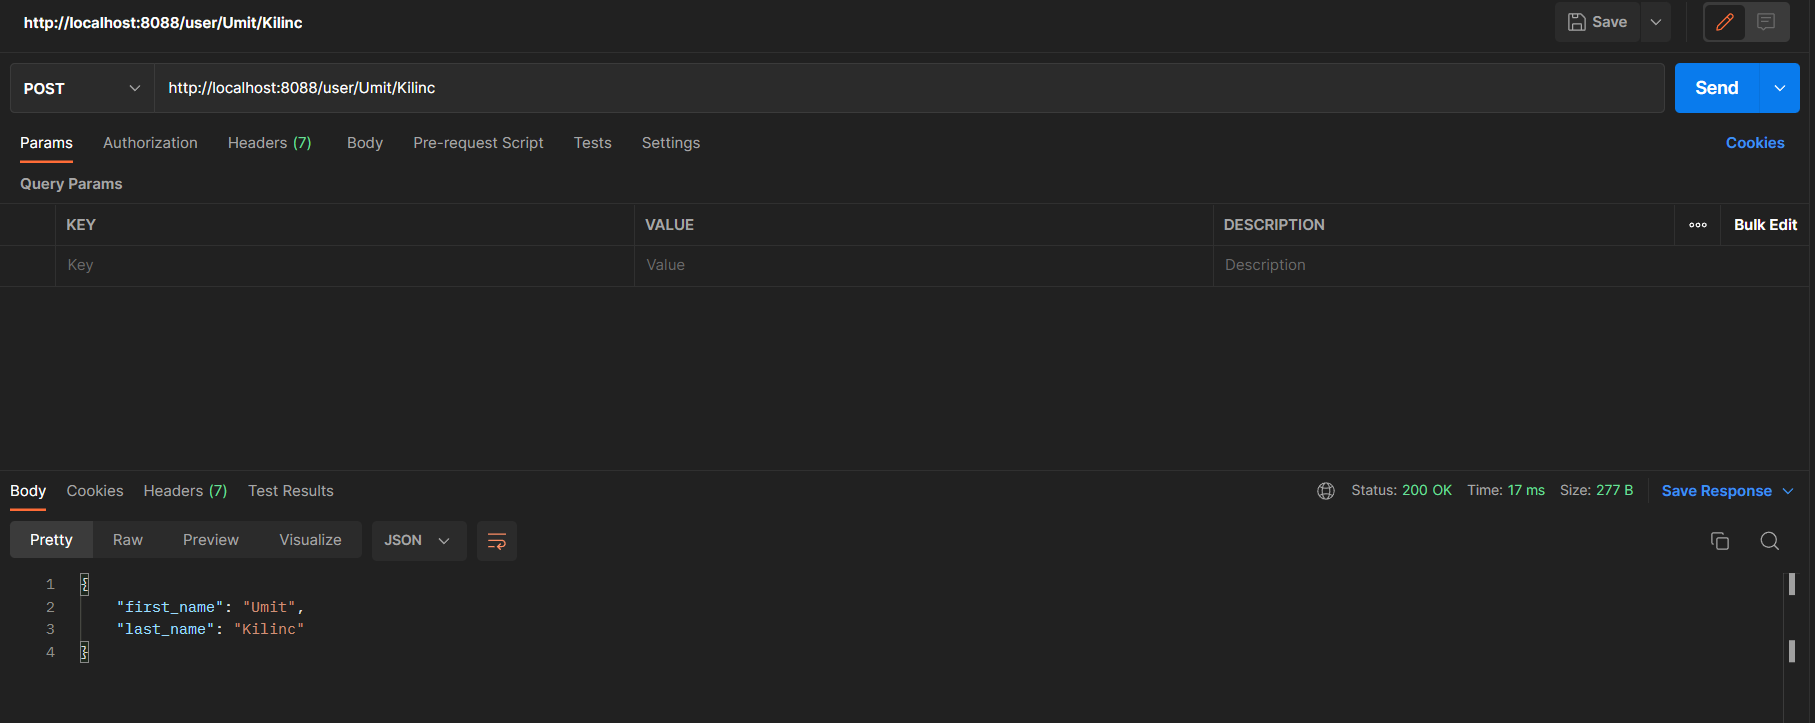 http://localhost:8088/user/Umit/Kilinc
Save
POST http://localhost:8088/user/Umit/Kilinc Send
Params Authorization Headers (7) Body Pre-request Script Tests Settings Cookies
Query Params
KEY VALUE DESCRIPTION Bulk Edit
Key Value Description
Body Cookies Headers (7) Test Results Status: 200 OK Time: 17 ms Size: 277 B Save Response
Pretty Raw Preview Visualize JSON
1 {
2 "first_name": "Umit",
3 "last_name": "Kilinc"
4 }